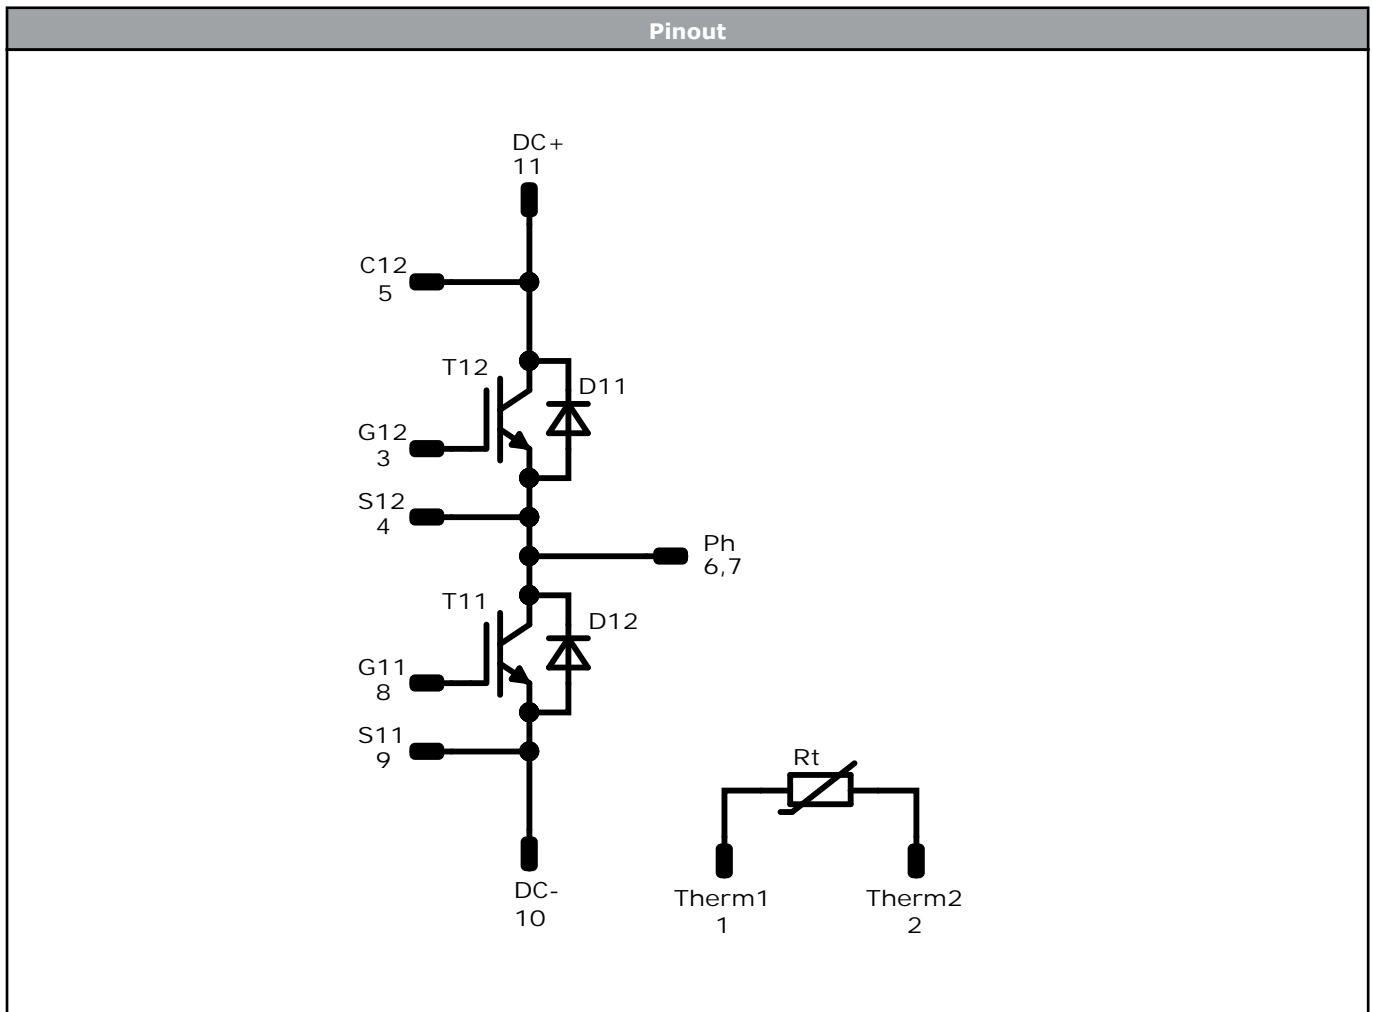 Pinout
DC+
11
C12
5
T12
D11
G12
3
S12
4
Ph
6,7
T11
D12
G11
8
S11
9
Rt
DC-
10
Therm1
1
Therm2
2